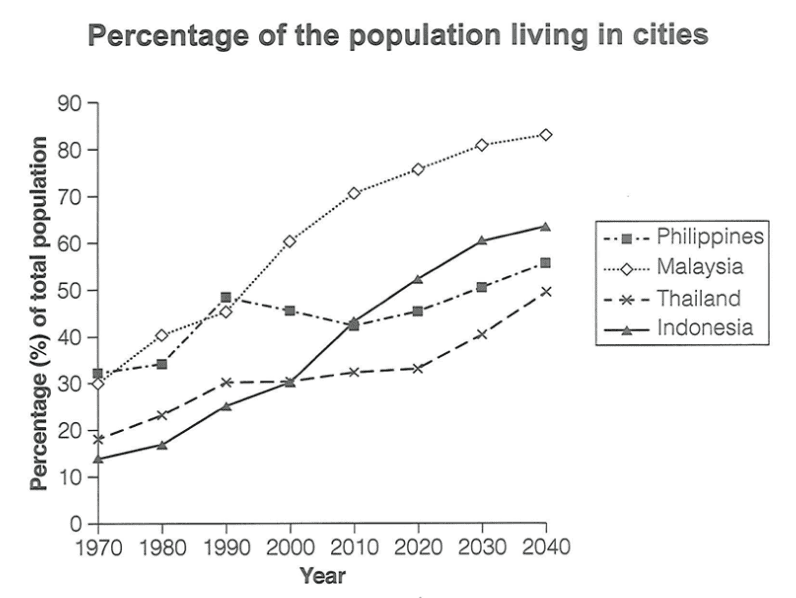 Percentage of the population living in cities
Percentage (%) of total population
90
80
70
60
50
40
30
20
10
0
1970 1980 1990 2000 2010 2020 2030 2040
Year
Philippines
Malaysia
Thailand
Indonesia